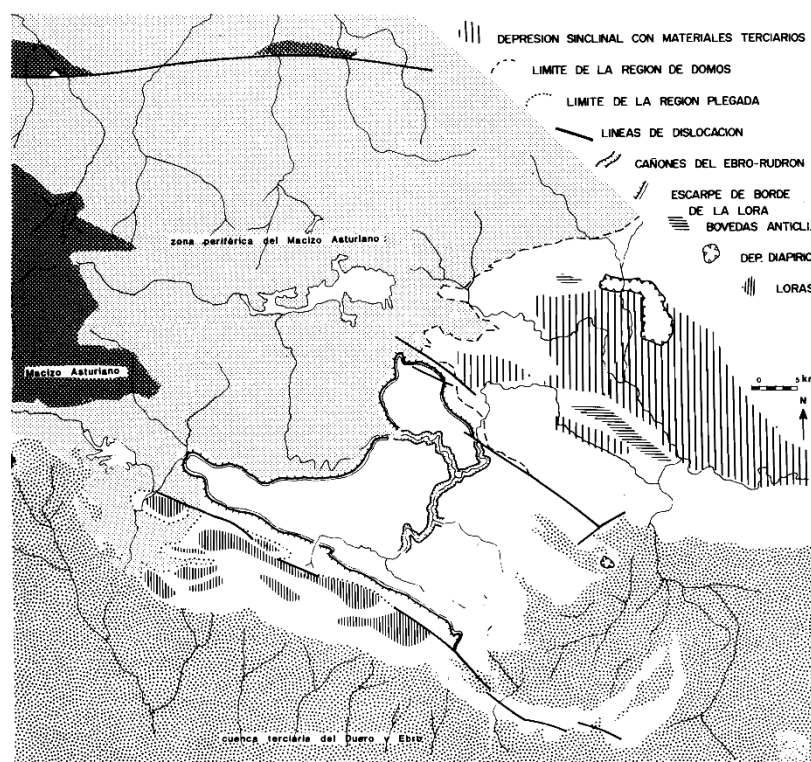 DEPRESION SINCLINAL CON MATERIALES TERCIARIOS
LIMITE DE LA REGION DE DOMOS
LIMITE DE LA REGION PLEGADA
LINEAS DE DISLOCACION
CAÑONES DEL EBRO-RUDRON
ESCARPE DE BORDE
DE LA LORA
BOVEDAS ANTICLI
DEP. DIAPIRIC
LORAS
zona periférica del Macizo Asturiano
Macizo Asturiano
0 5 km
N
cuenca terciaria del Duero y Ebro